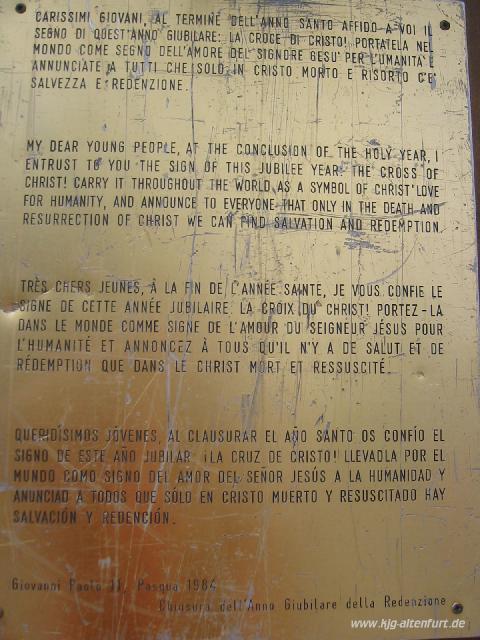 CARISSIMI GIOVANI, AL TERMINE DELL'ANNO SANTO AFFIDO A VOI IL
SEGNO DI QUEST'ANNO GIUBILARE: LA CROCE DI CRISTO! PORTATELA NEL
MONDO COME SEGNO DELL'AMORE DEL SIGNORE GESU' PER L'UMANITA' E
ANNUNCIATE A TUTTI CHE SOLO IN CRISTO MORTO E RISORTO C'E'
SALVEZZA E REDENZIONE.
MY DEAR YOUNG PEOPLE, AT THE CONCLUSION OF THE HOLY YEAR, I
ENTRUST TO YOU THE SIGN OF THIS JUBILEE YEAR: THE CROSS OF
CHRIST! CARRY IT THROUGHOUT THE WORLD AS A SYMBOL OF CHRIST' LOVE
FOR HUMANITY, AND ANNOUNCE TO EVERYONE THAT ONLY IN THE DEATH AND
RESURRECTION OF CHRIST WE CAN FIND SALVATION AND REDEMPTION.
TRÈS CHERS JEUNES, À LA FIN DE L'ANNÉE SAINTE, JE VOUS CONFIE LE
SIGNE DE CETTE ANNÉE JUBILAIRE: LA CROIX DU CHRIST! PORTEZ-LA
DANS LE MONDE COMME SIGNE DE L'AMOUR DU SEIGNEUR JÉSUS POUR
L'HUMANITÉ ET ANNONCEZ À TOUS QU'IL N'Y A DE SALUT ET DE
RÉDEMPTION QUE DANS LE CHRIST MORT ET RESSUSCITÉ.
QUERIDÍSIMOS JÓVENES, AL CLAUSURAR EL AÑO SANTO OS CONFÍO EL
SIGNO DE ESTE AÑO JUBILAR: ¡LA CRUZ DE CRISTO! LLEVADLA POR EL
MUNDO COMO SIGNO DEL AMOR DEL SEÑOR JESÚS A LA HUMANIDAD Y
ANUNCIAD A TODOS QUE SÓLO EN CRISTO MUERTO Y RESUCITADO HAY
SALVACIÓN Y REDENCIÓN.
Giovanni Paolo II, Pasqua 1984
Chiusura dell'Anno Giubilare della Redenzione
www.kjg-altenfurt.de